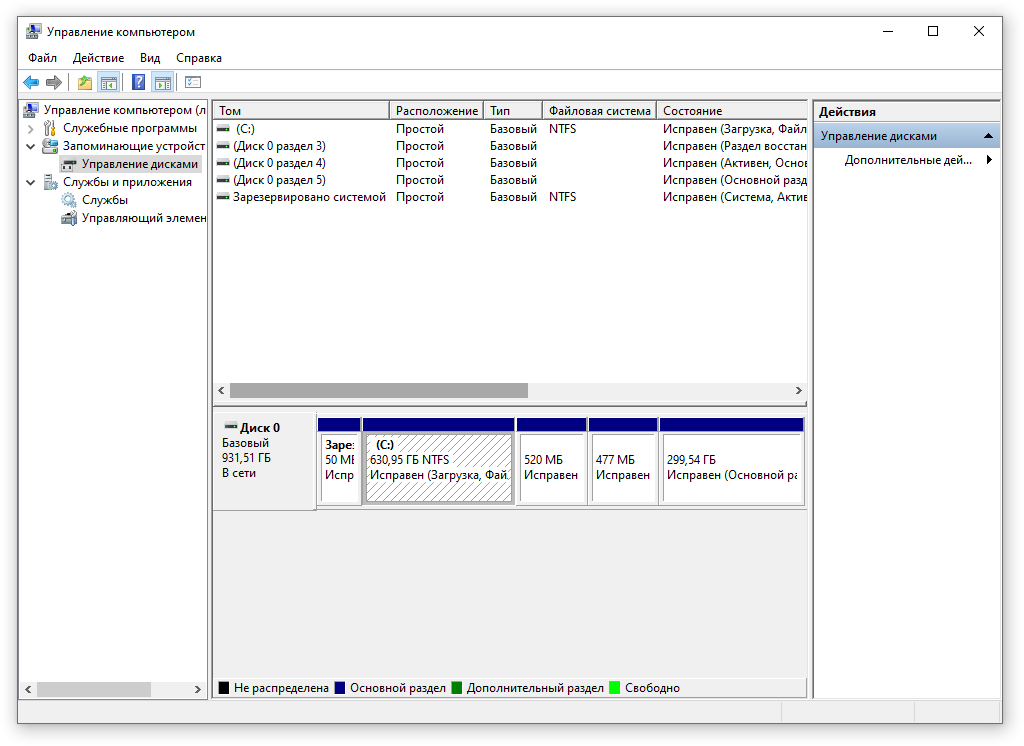 Управление компьютером
Файл Действие Вид Справка
Управление компьютером (л
Служебные программы
Запоминающие устройст
Управление дисками
Службы и приложения
Службы
Управляющий элемен
Том Расположение Тип Файловая система Состояние
(C:) Простой Базовый NTFS Исправен (Загрузка, Файл
(Диск 0 раздел 3) Простой Базовый Исправен (Раздел восстан
(Диск 0 раздел 4) Простой Базовый Исправен (Активен, Осно
(Диск 0 раздел 5) Простой Базовый Исправен (Основной разд
Зарезервировано системой Простой Базовый NTFS Исправен (Система, Актив
Диск 0
Базовый
931,51 ГБ
В сети
Зарез
50 МБ
Испр
(C:)
630,95 ГБ NTFS
Исправен (Загрузка, Фай.
520 МБ
Исправен
477 МБ
Исправен
299,54 ГБ
Исправен (Основной ра
Не распределена Основной раздел Дополнительный раздел Свободно
Действия
Управление дисками
Дополнительные дей...